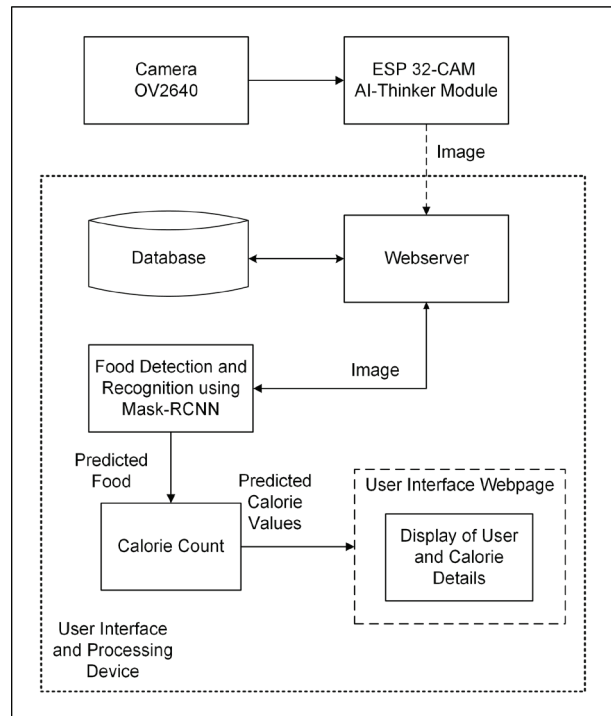 Camera
OV2640
ESP 32-CAM
AI-Thinker Module
Image
Database
Webserver
Food Detection and
Recognition using
Mask-RCNN
Image
Predicted
Food
Predicted
Calorie
Values
User Interface Webpage
Calorie Count
Display of User
and Calorie
Details
User Interface
and Processing
Device